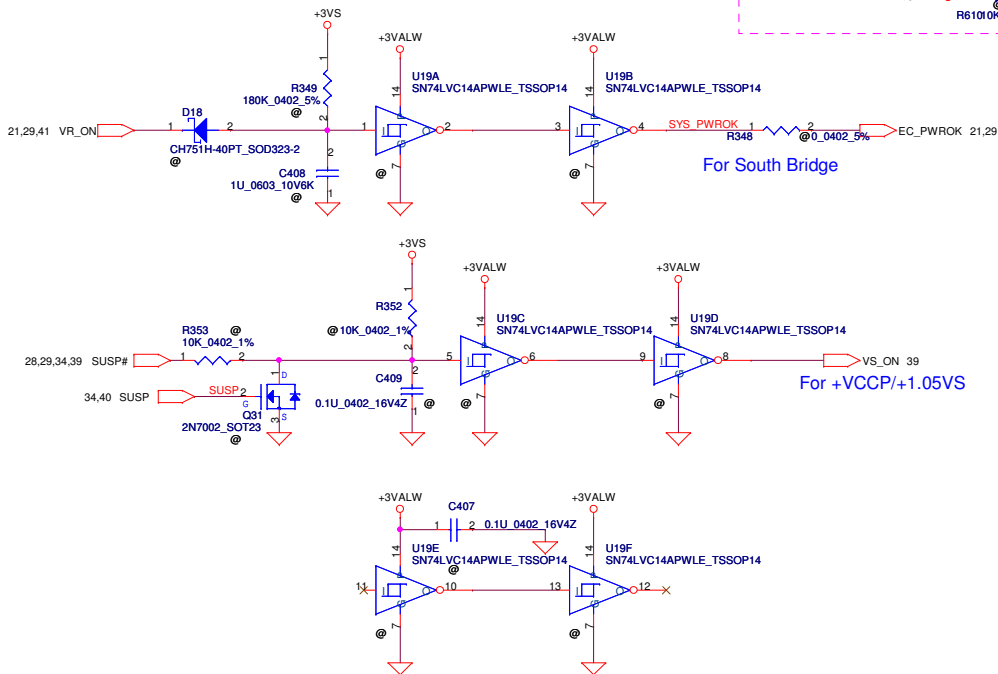 +3VS
+3VALW
+3VALW
@
R61010K
R349
180K_0402_5%
@
1
2
U19A
SN74LVC14APWLE_TSSOP14
14
U19B
SN74LVC14APWLE_TSSOP14
14
21,29,41 VR_ON
1
D18
2
CH751H-40PT_SOD323-2
@
1
2
3
4
SYS_PWROK
R348
1
2
@0_0402_5%
EC_PWROK 21,29
For South Bridge
2
C408
1U_0603_10V6K
1
@
@
7
@
7
+3VS
+3VALW
+3VALW
1
R352
@10K_0402_1%
2
14
U19C
SN74LVC14APWLE_TSSOP14
14
U19D
SN74LVC14APWLE_TSSOP14
R353
@
10K_0402_1%
28,29,34,39 SUSP#
1
2
5
6
9
8
VS_ON 39
For +VCCP/+1.05VS
34,40 SUSP
SUSP
2
G
1
D
3
S
Q31
2N7002_SOT23
@
2
C409
0.1U_0402_16V4Z
1
@
@
7
@
7
+3VALW
+3VALW
C407
1
2
0.1U_0402_16V4Z
14
U19E
SN74LVC14APWLE_TSSOP14
@
14
U19F
SN74LVC14APWLE_TSSOP14
11
10
13
12
@
7
@
7